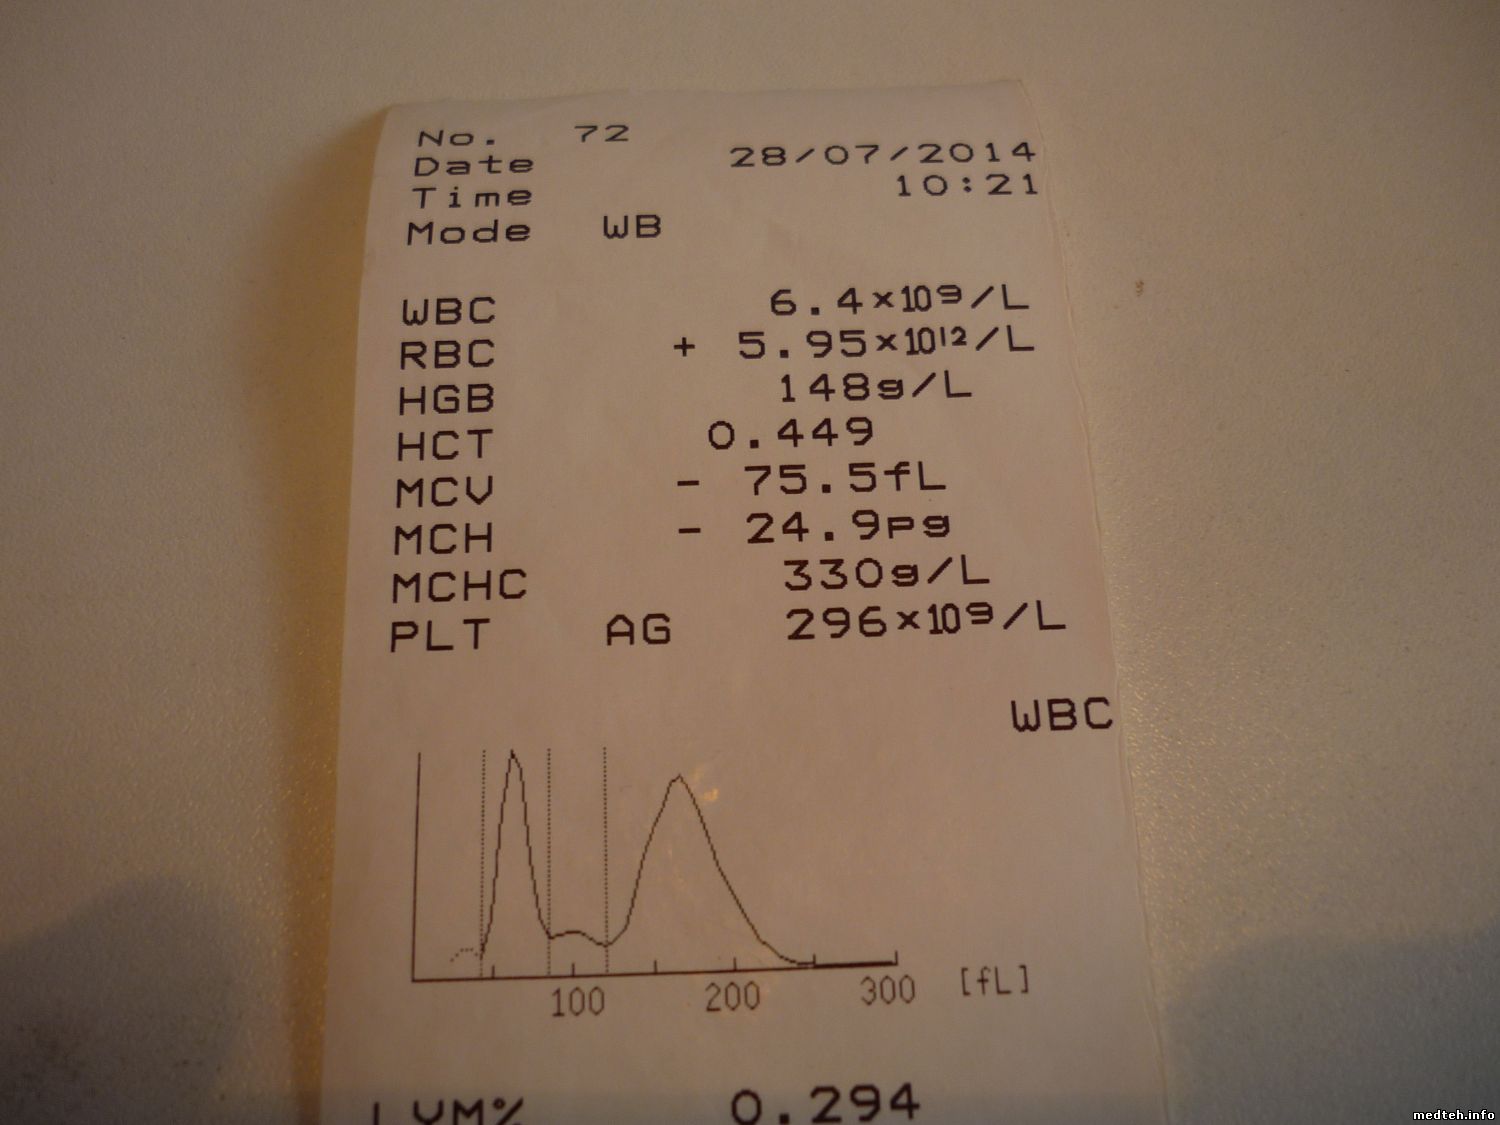 No. 72
Date 28/07/2014
Time 10:21
Mode WB
WBC 6.4×10⁹/L
RBC + 5.95×10¹²/L
HGB 148g/L
HCT 0.449
MCV - 75.5fL
MCH - 24.9pg
MCHC 330g/L
PLT AG 296×10⁹/L
WBC
100 200 300 [fL]
LYM% 0.294
medteh.info